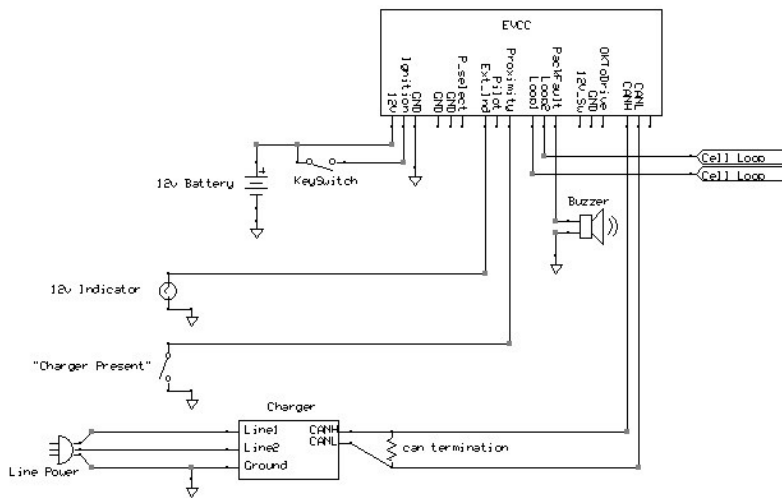 EVCC
12V
Ignition
GND
GND
GND
P_select
Ext_Ind
Pilot
Proximity
Loop1
Loop2
PackFault
12V_Sw
GND
OKToDrive
CANH
CANL
12v Battery
KeySwitch
Cell Loop
Cell Loop
Buzzer
12v Indicator
"Charger Present"
Charger
Line1
CANH
CANL
Line2
Ground
can termination
Line Power